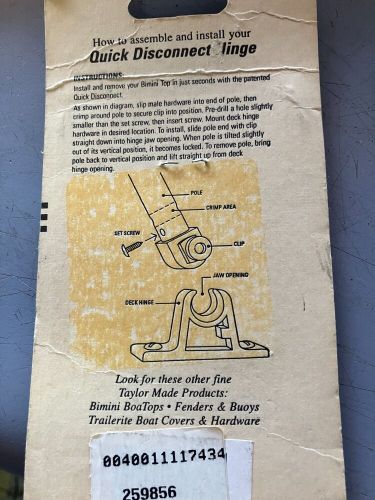 How to assemble and install your
Quick Disconnect Hinge
INSTRUCTIONS:
Install and remove your Bimini Top in just seconds with the patented
Quick Disconnect.
As shown in diagram, slip male hardware into end of pole, then
crimp around pole to secure clip into position. Pre-drill a hole slightly
smaller than the set screw, then insert screw. Mount deck hinge
hardware in desired location. To install, slide pole end with clip
straight down into hinge jaw opening. When pole is tilted slightly
out of its vertical position, it becomes locked. To remove pole, bring
pole back to vertical position and lift straight up from deck
hinge opening.
POLE
CRIMP AREA
SET SCREW
CLIP
JAW OPENING
DECK HINGE
Look for these other fine
Taylor Made Products:
Bimini BoaTops • Fenders & Buoys
Trailerite Boat Covers & Hardware
0040011117434
259856